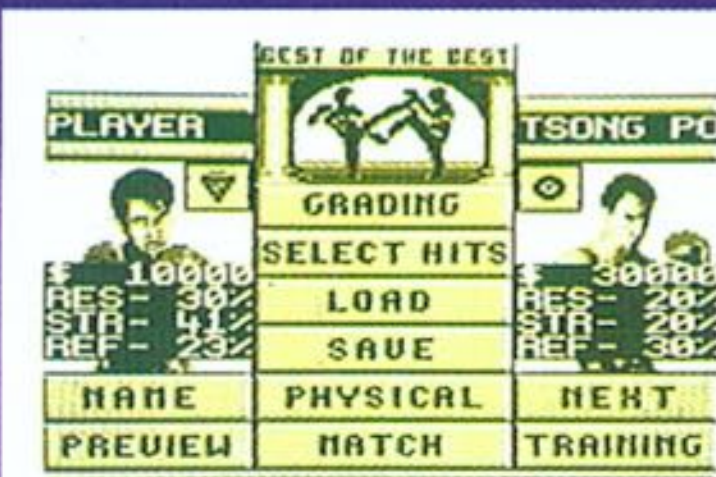 BEST OF THE BEST
PLAYER
TSONG PO
GRADING
SELECT HITS
LOAD
SAVE
$ 10000
RES- 30%
STR- 41%
REF- 23%
$ 30000
RES- 20%
STR- 20%
REF- 30%
NAME
PHYSICAL
NEXT
PREVIEW
MATCH
TRAINING